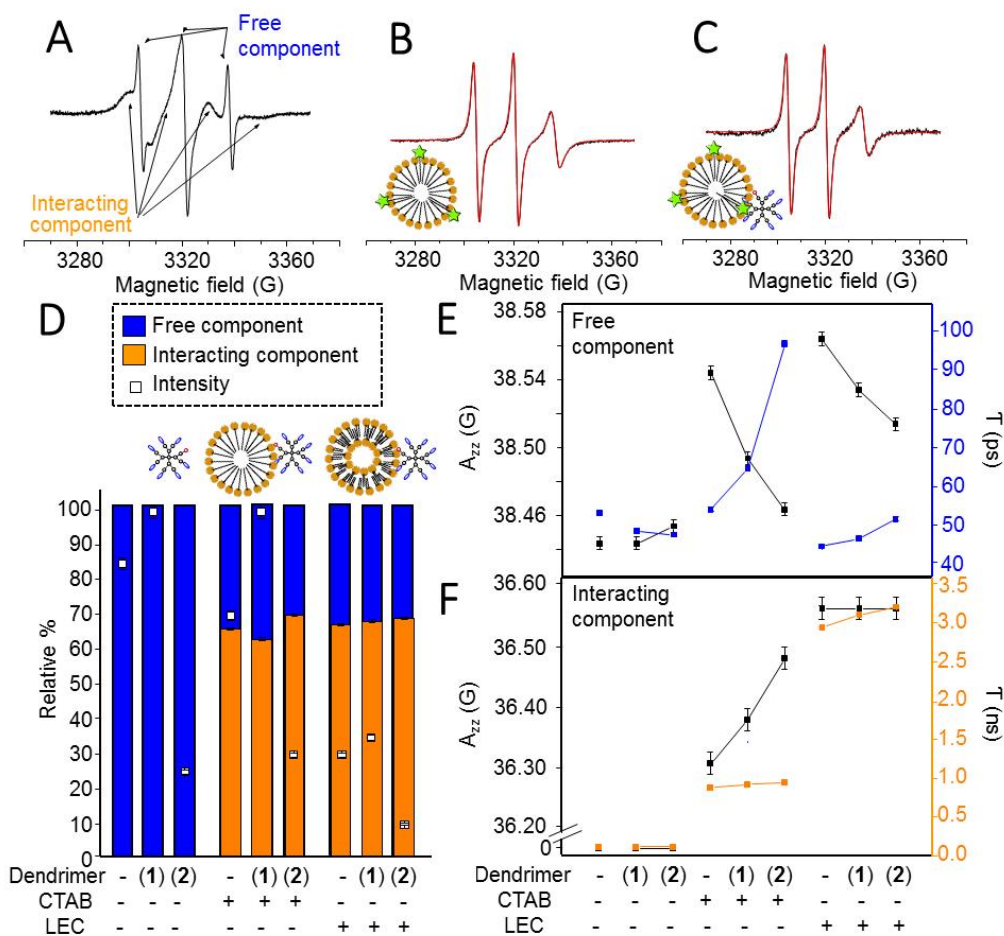 A
Free
component
Interacting
component
3280 3320 3360
Magnetic field (G)
B
3280 3320 3360
Magnetic field (G)
C
3280 3320 3360
Magnetic field (G)
D
Free component
Interacting component
Intensity
Relative %
100
90
80
70
60
50
40
30
20
10
0
Dendrimer - (1) (2) - (1) (2) - (1) (2)
CTAB - - - + + + - - -
LEC - - - - - - + + +
E
Free
component
A_zz (G)
38.58
38.54
38.50
38.46
T (ps)
100
90
80
70
60
50
40
F
Interacting
component
A_zz (G)
36.60
36.50
36.40
36.30
36.20
0
T (ns)
3.5
3.0
2.5
2.0
1.5
1.0
0.5
0.0
- (1) (2) - (1) (2) - (1) (2)
- - - + + + - - -
- - - - - - + + +